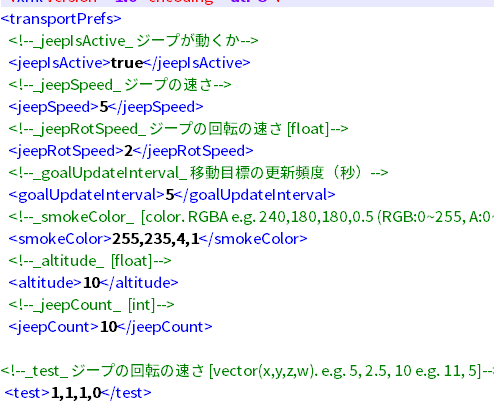 <transportPrefs>
<!--_jeepIsActive_ ジープが動くか-->
<jeepIsActive>true</jeepIsActive>
<!--_jeepSpeed_ ジープの速さ-->
<jeepSpeed>5</jeepSpeed>
<!--_jeepRotSpeed_ ジープの回転の速さ [float]-->
<jeepRotSpeed>2</jeepRotSpeed>
<!--_goalUpdateInterval_ 移動目標の更新頻度（秒）-->
<goalUpdateInterval>5</goalUpdateInterval>
<!--_smokeColor_ [color. RGBA e.g. 240,180,180,0.5 (RGB:0~255, A:0~
<smokeColor>255,235,4,1</smokeColor>
<!--_altitude_ [float]-->
<altitude>10</altitude>
<!--_jeepCount_ [int]-->
<jeepCount>10</jeepCount>
<!--_test_ ジープの回転の速さ [vector(x,y,z,w). e.g. 5, 2.5, 10 e.g. 11, 5]--
<test>1,1,1,0</test>